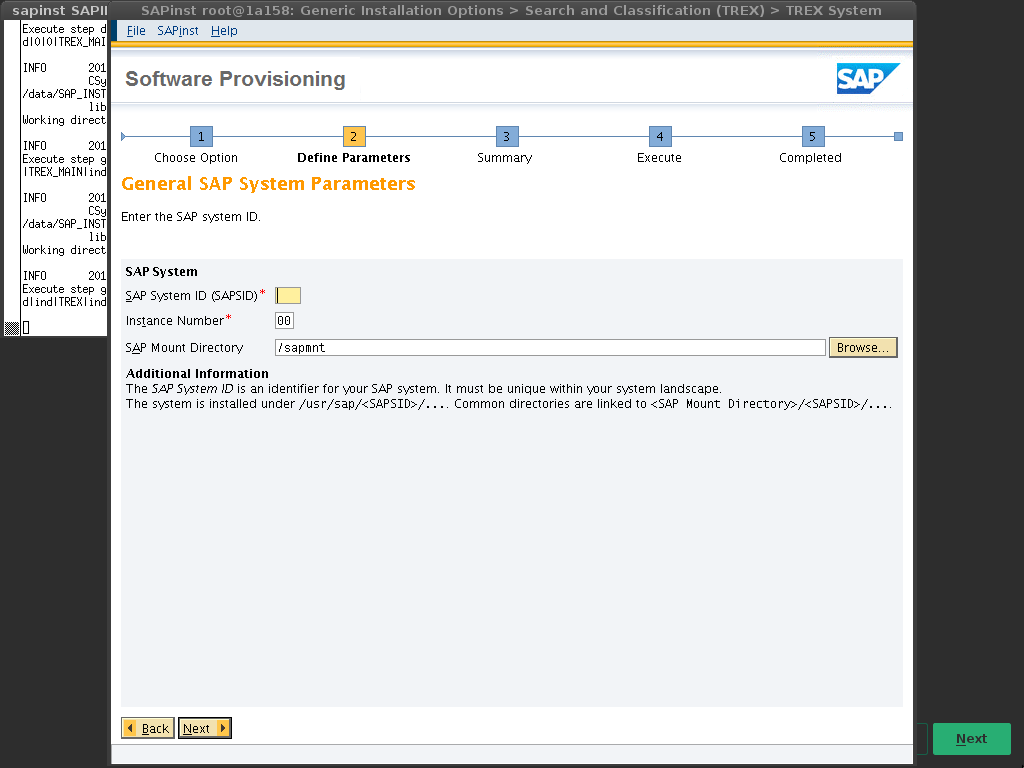 sapinst SAPII
SAPinst root@1a158: Generic Installation Options > Search and Classification (TREX) > TREX System
Execute step d
d|0|0|TREX_MAI
INFO 201
CSy
/data/SAP_INST
lib
Working direct
INFO 201
Execute step g
|TREX_MAIN|ind
INFO 201
CSy
/data/SAP_INST
lib
Working direct
INFO 201
Execute step g
d|ind|TREX|ind
File SAPinst Help
Software Provisioning
SAP
1 2 3 4 5
Choose Option Define Parameters Summary Execute Completed
General SAP System Parameters
Enter the SAP system ID.
SAP System
SAP System ID (SAPSID)*
Instance Number* 00
SAP Mount Directory /sapmnt Browse...
Additional Information
The SAP System ID is an identifier for your SAP system. It must be unique within your system landscape.
The system is installed under /usr/sap/<SAPSID>/.... Common directories are linked to <SAP Mount Directory>/<SAPSID>/....
Back Next
Next